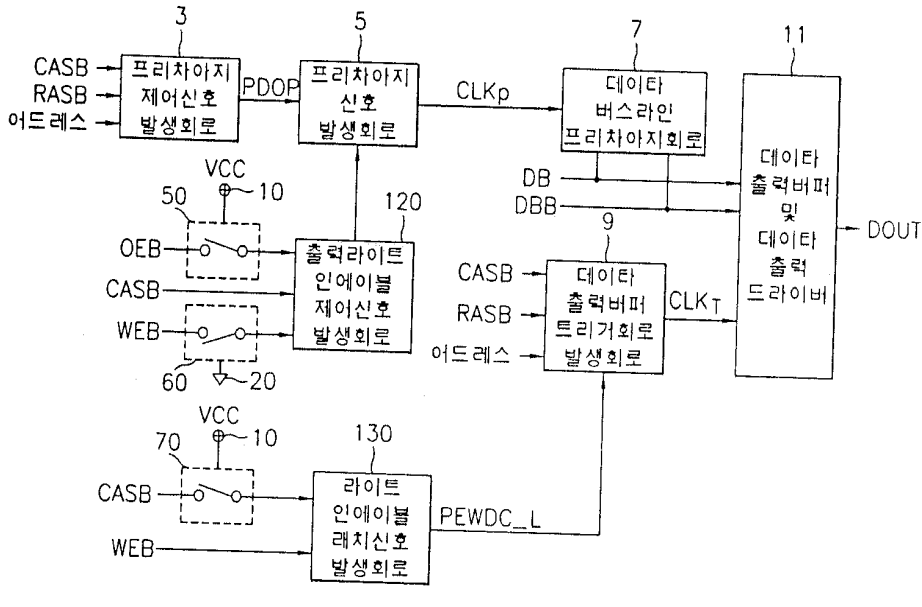 3
CASB
RASB
어드레스
프리차아지
제어신호
발생회로
PDOP
5
프리차아지
신호
발생회로
CLKp
7
데이타
버스라인
프리차아지회로
11
데이타
출력버퍼
및
데이타
출력
드라이버
DB
DBB
DOUT
VCC
10
50
OEB
CASB
WEB
60
20
120
출력라이트
인에이블
제어신호
발생회로
9
CASB
RASB
어드레스
데이타
출력버퍼
트리거회로
발생회로
CLKT
VCC
10
70
CASB
WEB
130
라이트
인에이블
래치신호
발생회로
PEWDC_L